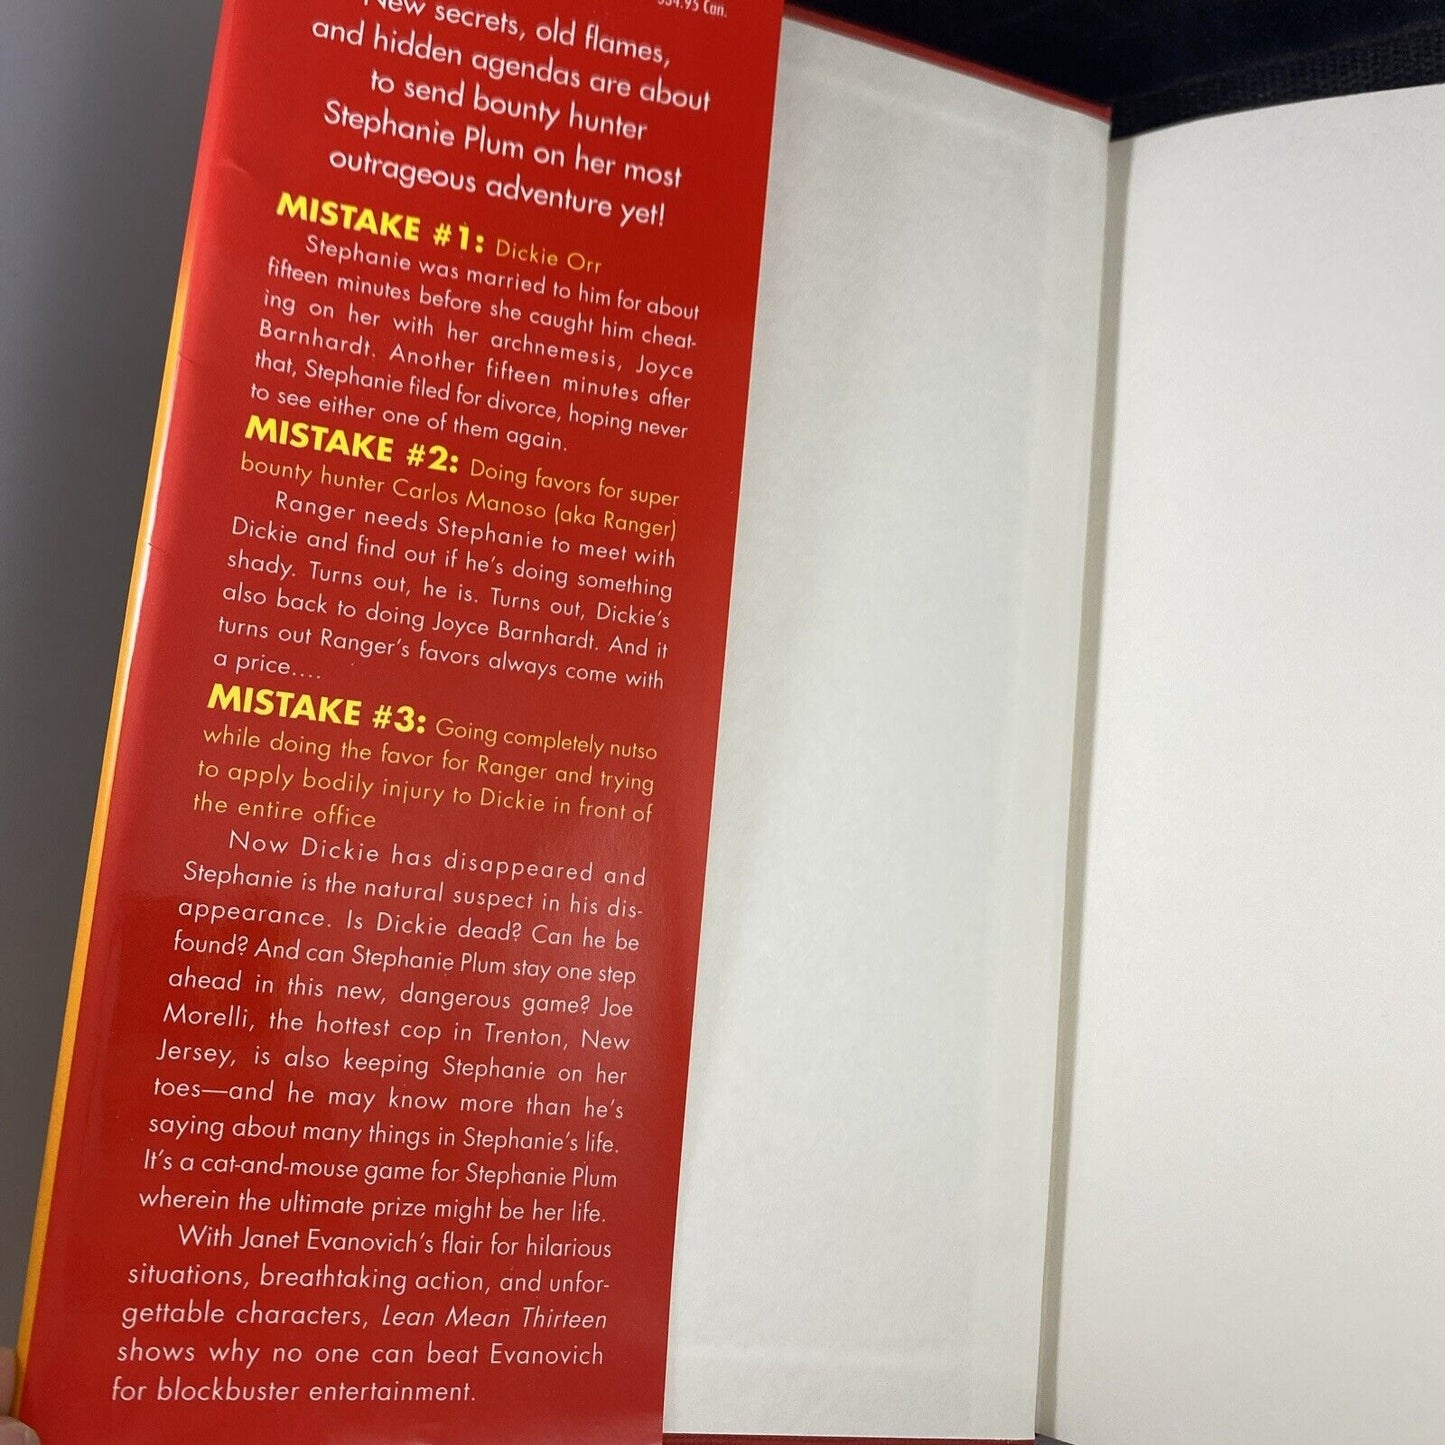 $34.95 Can.
New secrets, old flames,
and hidden agendas are about
to send bounty hunter
Stephanie Plum on her most
outrageous adventure yet!
MISTAKE #1: Dickie Orr
Stephanie was married to him for about
fifteen minutes before she caught him cheat-
ing on her with her archnemesis, Joyce
Barnhardt. Another fifteen minutes after
that, Stephanie filed for divorce, hoping never
to see either one of them again.
MISTAKE #2: Doing favors for super
bounty hunter Carlos Manoso (aka Ranger)
Ranger needs Stephanie to meet with
Dickie and find out if he's doing something
shady. Turns out, he is. Turns out, Dickie's
also back to doing Joyce Barnhardt. And it
turns out Ranger's favors always come with
a price....
MISTAKE #3: Going completely nutso
while doing the favor for Ranger and trying
to apply bodily injury to Dickie in front of
the entire office
Now Dickie has disappeared and
Stephanie is the natural suspect in his dis-
appearance. Is Dickie dead? Can he be
found? And can Stephanie Plum stay one step
ahead in this new, dangerous game? Joe
Morelli, the hottest cop in Trenton, New
Jersey, is also keeping Stephanie on her
toes—and he may know more than he's
saying about many things in Stephanie's life.
It's a cat-and-mouse game for Stephanie Plum
wherein the ultimate prize might be her life.
With Janet Evanovich's flair for hilarious
situations, breathtaking action, and unfor-
gettable characters, Lean Mean Thirteen
shows why no one can beat Evanovich
for blockbuster entertainment.